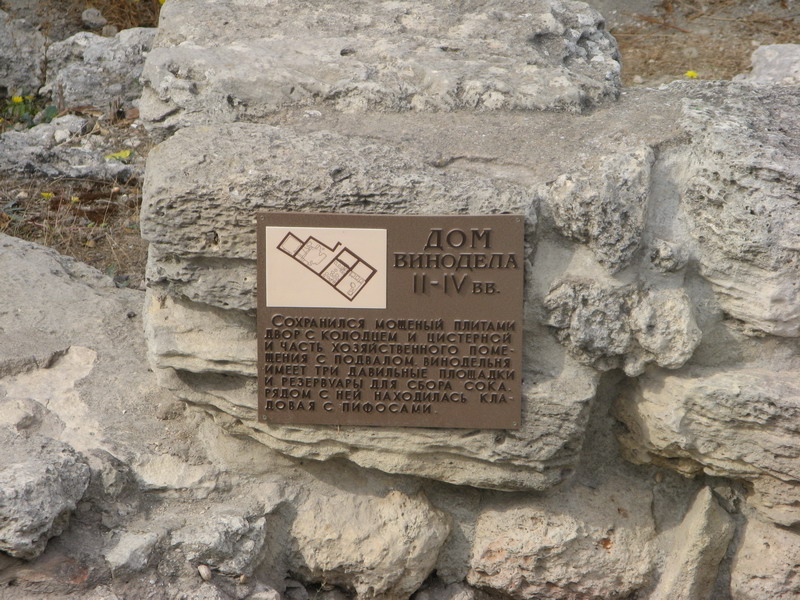 ДОМ
ВИНОДЕЛА
II-IV ВВ.
СОХРАНИЛСЯ МОЩЕНЫЙ ПЛИТАМИ
ДВОР С КОЛОДЦЕМ И ЦИСТЕРНОЙ
И ЧАСТЬ ХОЗЯЙСТВЕННОГО ПОМЕ-
ЩЕНИЯ С ПОДВАЛОМ. ВИНОДЕЛЬНЯ
ИМЕЕТ ТРИ ДАВИЛЬНЫЕ ПЛОЩАДКИ
И РЕЗЕРВУАРЫ ДЛЯ СБОРА СОКА.
РЯДОМ С НЕЙ НАХОДИЛАСЬ КЛА-
ДОВАЯ С ПИФОСАМИ.